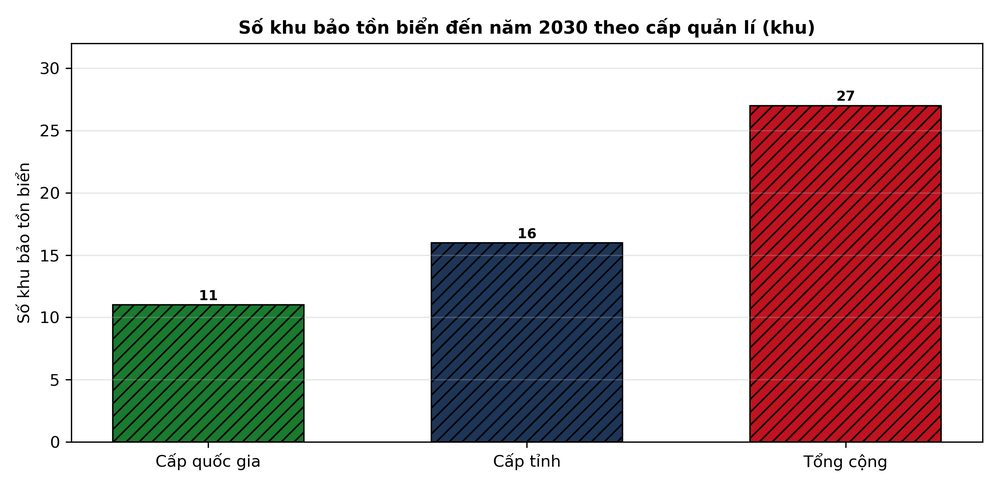 Số khu bảo tồn biển đến năm 2030 theo cấp quản lí (khu)
Số khu bảo tồn biển
30
25
20
15
10
5
0
11
16
27
Cấp quốc gia
Cấp tỉnh
Tổng cộng